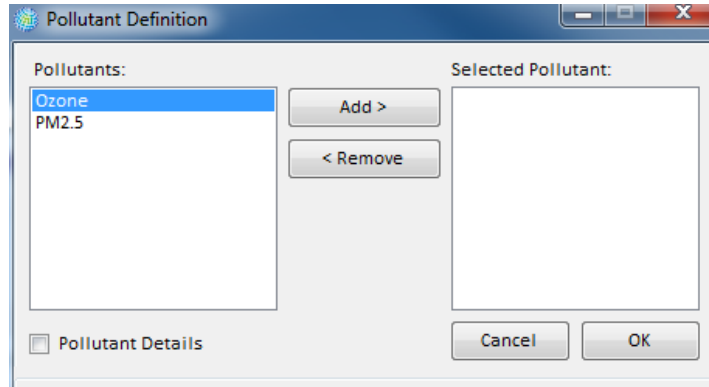 Pollutant Definition
Pollutants:
Selected Pollutant:
Ozone
PM2.5
Add >
< Remove
Pollutant Details
Cancel
OK